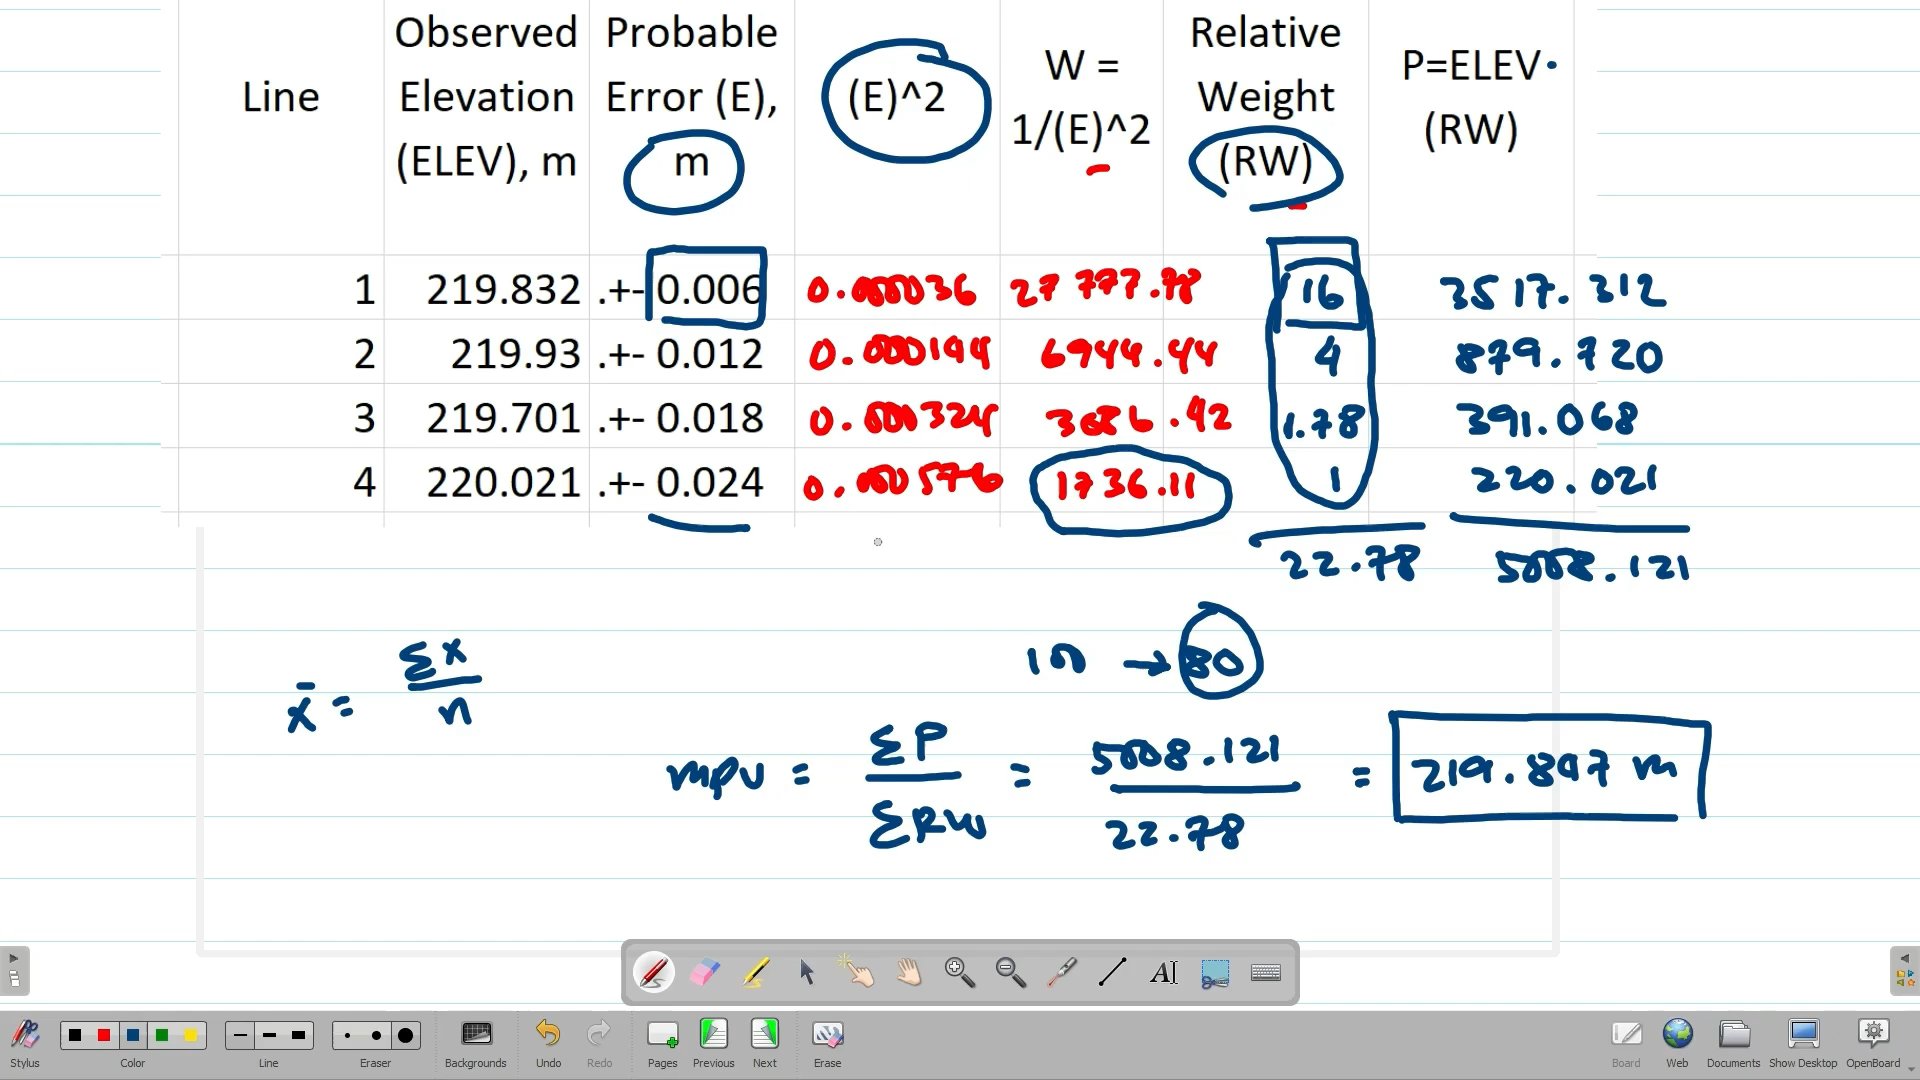 Line
Observed Elevation (ELEV), m
Probable Error (E), m
(E)^2
W = 1/(E)^2
Relative Weight (RW)
P=ELEV· (RW)
1 219.832 .+- 0.006 0.000036 27777.78 16 3517.312
2 219.93 .+- 0.012 0.000144 6944.44 4 879.720
3 219.701 .+- 0.018 0.000324 3086.42 1.78 391.068
4 220.021 .+- 0.024 0.000576 1736.11 1 220.021
22.78 5008.121
x̄ = Σx / n
100 → 80
mpv = ΣP / ΣRW = 5008.121 / 22.78 = 219.847 m
Stylus Color Line Eraser Backgrounds Undo Redo Pages Previous Next Erase Board Web Documents Show Desktop OpenBoard